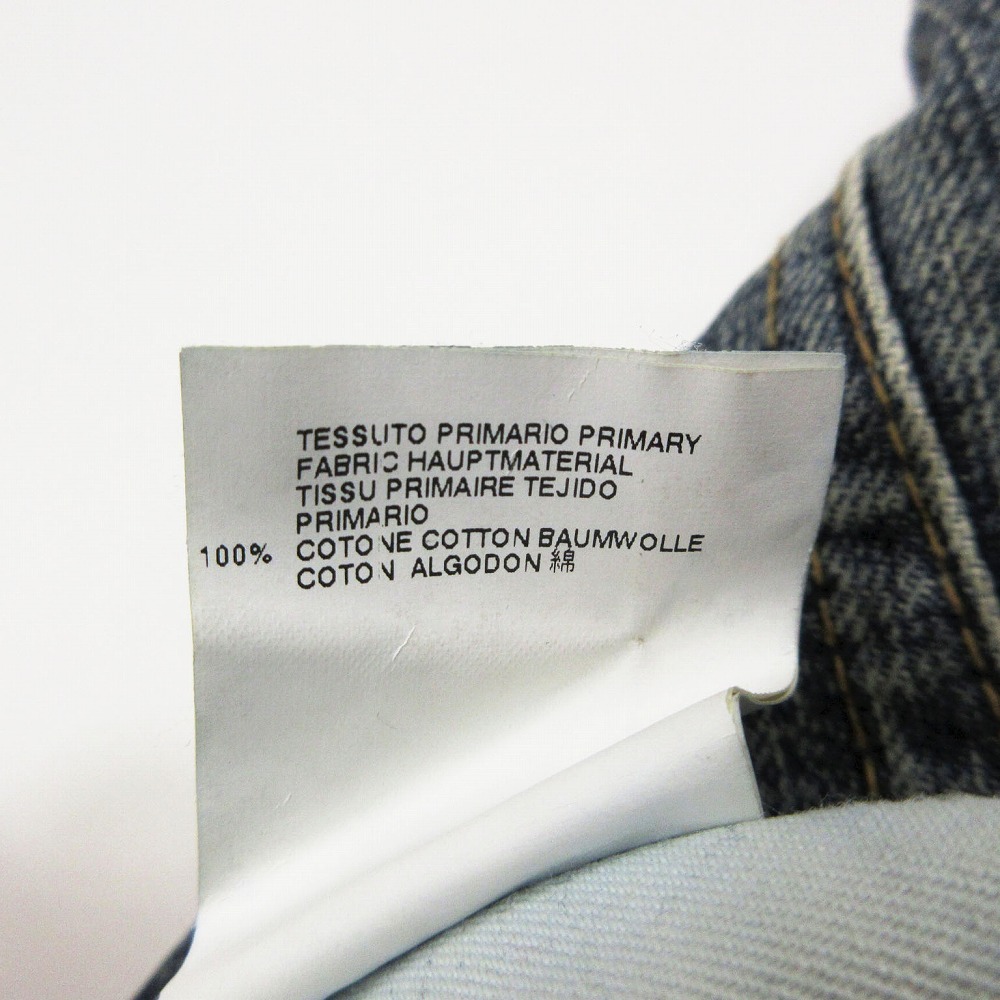 TESSUTO PRIMARIO PRIMARY
FABRIC HAUPTMATERIAL
TISSU PRIMAIRE TEJIDO
PRIMARIO
100% COTONE COTTON BAUMWOLLE
COTON ALGODON 綿